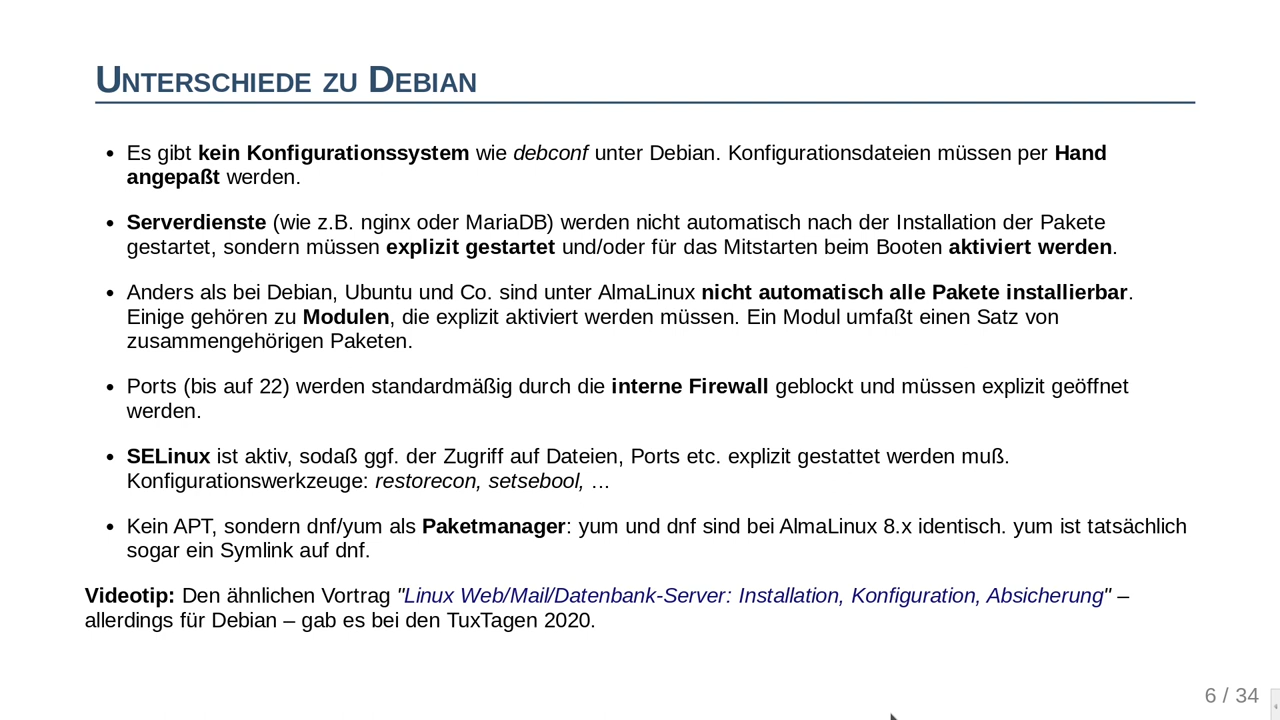 Unterschiede zu Debian
• Es gibt kein Konfigurationssystem wie debconf unter Debian. Konfigurationsdateien müssen per Hand
angepaßt werden.
• Serverdienste (wie z.B. nginx oder MariaDB) werden nicht automatisch nach der Installation der Pakete
gestartet, sondern müssen explizit gestartet und/oder für das Mitstarten beim Booten aktiviert werden.
• Anders als bei Debian, Ubuntu und Co. sind unter AlmaLinux nicht automatisch alle Pakete installierbar.
Einige gehören zu Modulen, die explizit aktiviert werden müssen. Ein Modul umfaßt einen Satz von
zusammengehörigen Paketen.
• Ports (bis auf 22) werden standardmäßig durch die interne Firewall geblockt und müssen explizit geöffnet
werden.
• SELinux ist aktiv, sodaß ggf. der Zugriff auf Dateien, Ports etc. explizit gestattet werden muß.
Konfigurationswerkzeuge: restorecon, setsebool, ...
• Kein APT, sondern dnf/yum als Paketmanager: yum und dnf sind bei AlmaLinux 8.x identisch. yum ist tatsächlich
sogar ein Symlink auf dnf.
Videotip: Den ähnlichen Vortrag "Linux Web/Mail/Datenbank-Server: Installation, Konfiguration, Absicherung" –
allerdings für Debian – gab es bei den TuxTagen 2020.
6 / 34